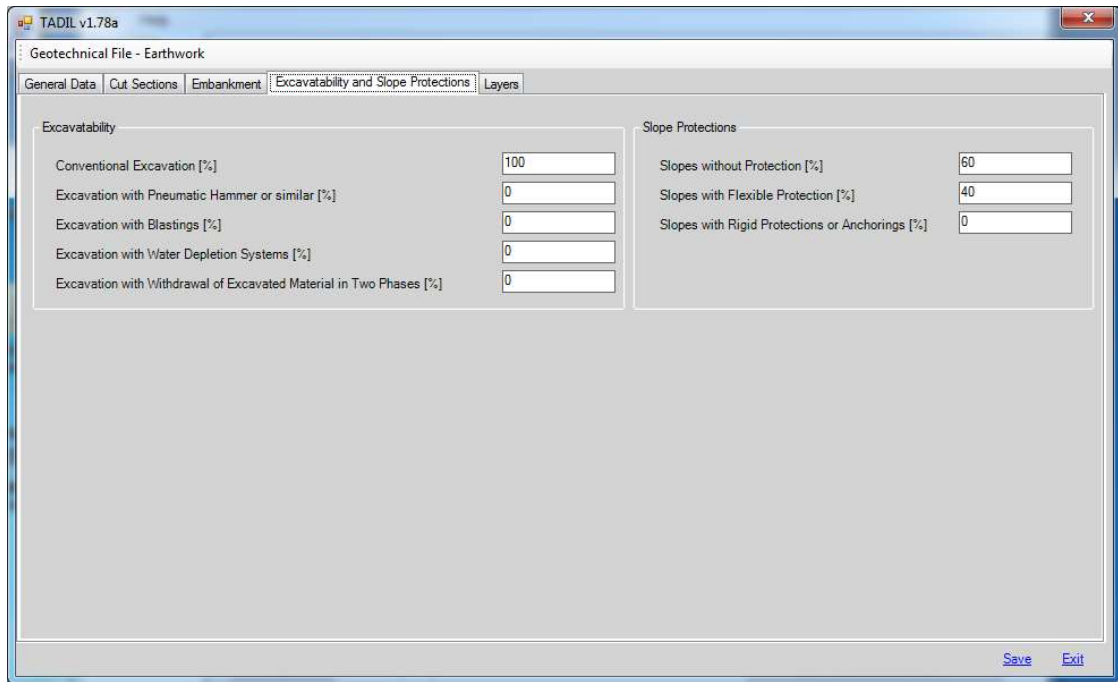 TADIL v1.78a
Geotechnical File - Earthwork
General Data Cut Sections Embankment Excavatability and Slope Protections Layers
Excavatability
Conventional Excavation [%] 100
Excavation with Pneumatic Hammer or similar [%] 0
Excavation with Blastings [%] 0
Excavation with Water Depletion Systems [%] 0
Excavation with Withdrawal of Excavated Material in Two Phases [%] 0
Slope Protections
Slopes without Protection [%] 60
Slopes with Flexible Protection [%] 40
Slopes with Rigid Protections or Anchorings [%] 0
Save Exit